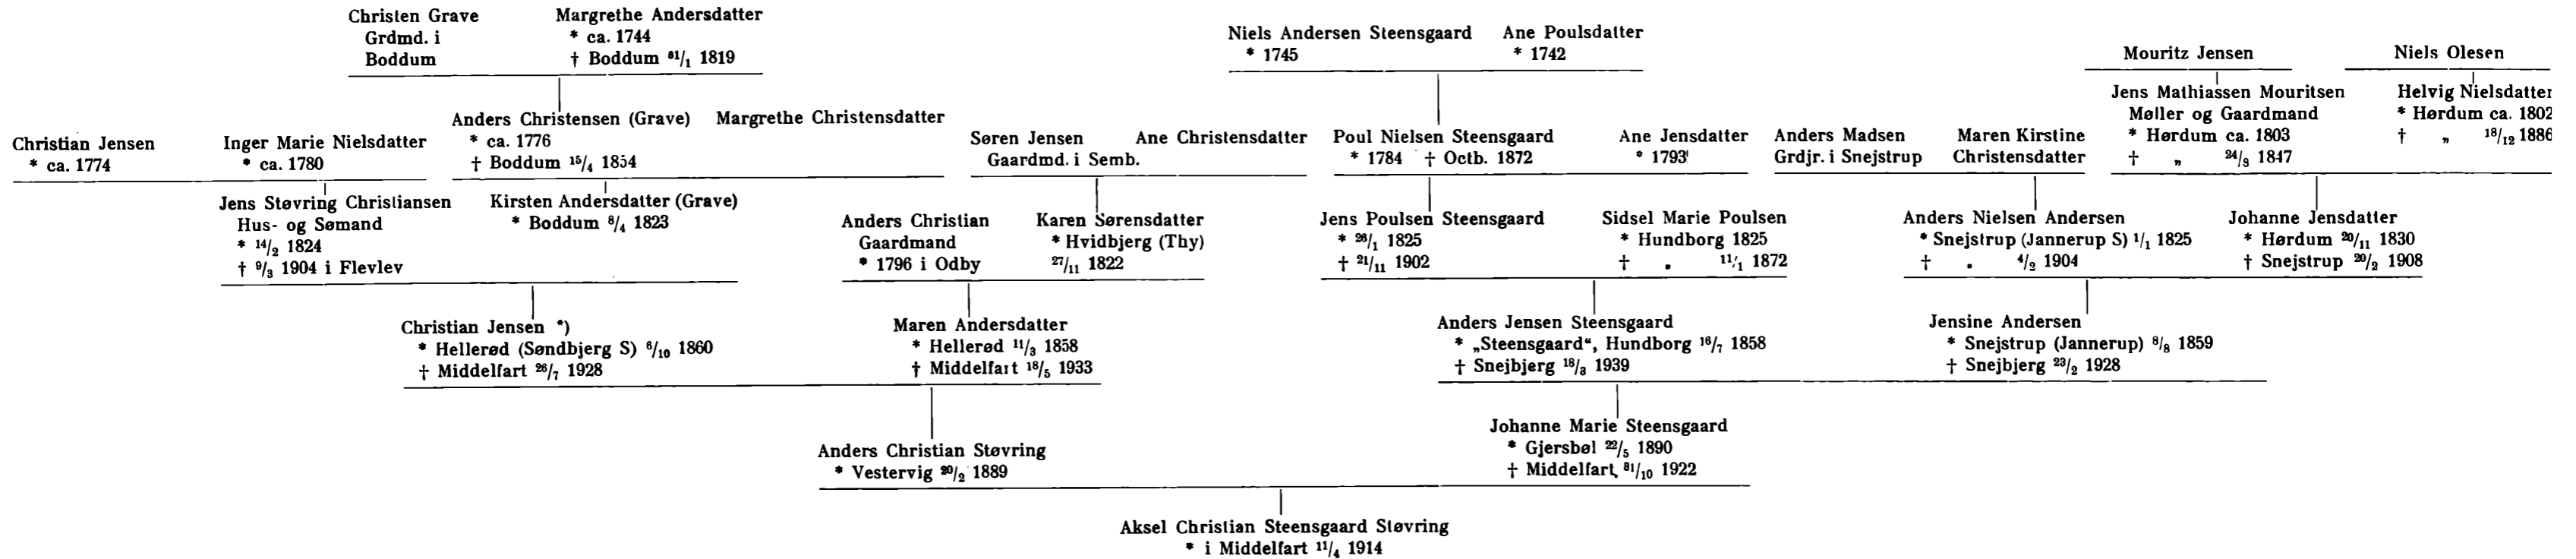 Christen Grave
Grdmd. i
Boddum
Margrethe Andersdatter
* ca. 1744
† Boddum 31/1 1819
Niels Andersen Steensgaard
* 1745
Ane Poulsdatter
* 1742
Mouritz Jensen
Niels Olesen
Christian Jensen
* ca. 1774
Inger Marie Nielsdatter
* ca. 1780
Anders Christensen (Grave)
* ca. 1776
† Boddum 15/4 1854
Margrethe Christensdatter
Søren Jensen
Gaardmd. i Semb.
Ane Christensdatter
Poul Nielsen Steensgaard
* 1784 † Octb. 1872
Ane Jensdatter
* 1793
Anders Madsen
Grdjr. i Snejstrup
Maren Kirstine
Christensdatter
Jens Mathiassen Mouritsen
Møller og Gaardmand
* Hørdum ca. 1803
† „ 24/3 1847
Helvig Nielsdatter
* Hørdum ca. 1802
† „ 18/12 1886
Jens Støvring Christiansen
Hus- og Sømand
* 14/2 1824
† 9/3 1904 i Flevlev
Kirsten Andersdatter (Grave)
* Boddum 8/4 1823
Anders Christian
Gaardmand
* 1796 i Odby
Karen Sørensdatter
* Hvidbjerg (Thy)
27/11 1822
Jens Poulsen Steensgaard
* 26/1 1825
† 21/11 1902
Sidsel Marie Poulsen
* Hundborg 1825
† „ 11/1 1872
Anders Nielsen Andersen
* Snejstrup (Jannerup S) 1/1 1825
† „ 4/2 1904
Johanne Jensdatter
* Hørdum 20/11 1830
† Snejstrup 20/2 1908
Christian Jensen *)
* Hellerød (Søndbjerg S) 6/10 1860
† Middelfart 26/7 1928
Maren Andersdatter
* Hellerød 11/3 1858
† Middelfart 18/5 1933
Anders Jensen Steensgaard
* „Steensgaard“, Hundborg 16/7 1858
† Snejbjerg 18/3 1939
Jensine Andersen
* Snejstrup (Jannerup) 8/8 1859
† Snejbjerg 23/2 1928
Anders Christian Støvring
* Vestervig 20/2 1889
Johanne Marie Steensgaard
* Gjersbøl 22/5 1890
† Middelfart 31/10 1922
Aksel Christian Steensgaard Støvring
* i Middelfart 11/4 1914